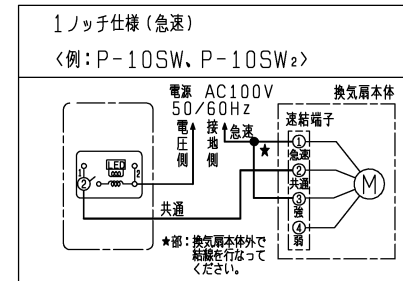 1ノッチ仕様(急速)
〈例:P-10SW、P-10SW₂〉
電源 AC100V
50/60Hz
換気扇本体
電圧側
接地側
急速
★
速結端子
①
急速
②
共通
③
強
④
弱
M
LED
1
2
②
共通
★部:換気扇本体外で
結線を行なって
ください。